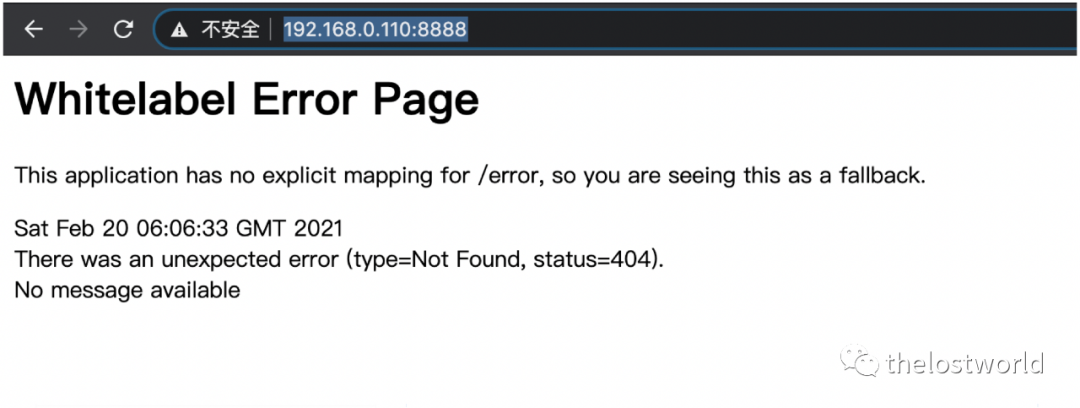 不安全 192.168.0.110:8888
Whitelabel Error Page
This application has no explicit mapping for /error, so you are seeing this as a fallback.
Sat Feb 20 06:06:33 GMT 2021
There was an unexpected error (type=Not Found, status=404).
No message available
thelostworld